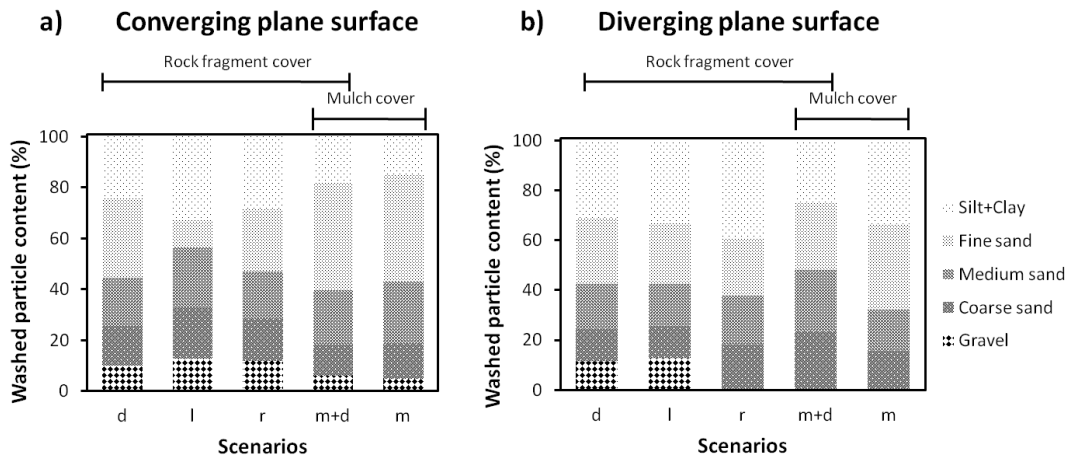 a) Converging plane surface
Rock fragment cover
Mulch cover
Washed particle content (%)
100
80
60
40
20
0
d l r m+d m
Scenarios
b) Diverging plane surface
Rock fragment cover
Mulch cover
Washed particle content (%)
100
80
60
40
20
0
d l r m+d m
Scenarios
Silt+Clay
Fine sand
Medium sand
Coarse sand
Gravel